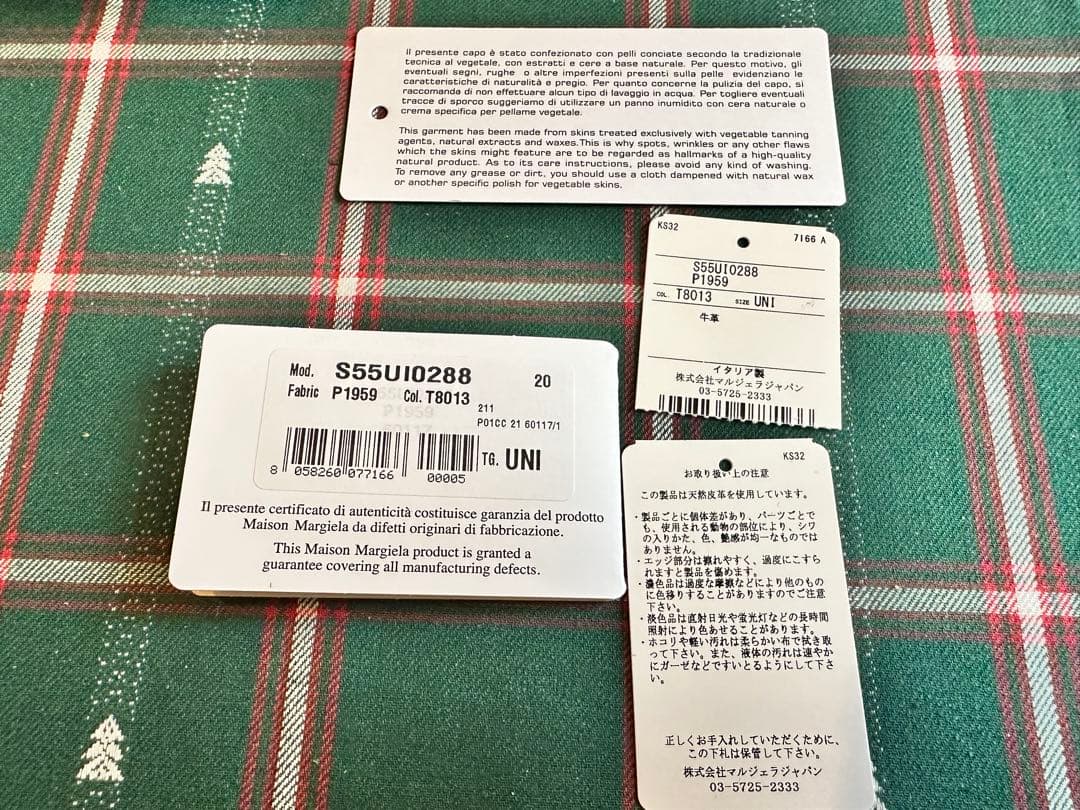 Il presente capo è stato confezionato con pelli conciate secondo la tradizionale
tecnica al vegetale, con estratti e cere a base naturale. Per questo motivo, gli
eventuali segni, rughe o altre imperfezioni presenti sulla pelle evidenziano le
caratteristiche di naturalità e pregio. Per quanto concerne la pulizia del capo, si
raccomanda di non effettuare alcun tipo di lavaggio in acqua. Per togliere eventuali
tracce di sporco suggeriamo di utilizzare un panno inumidito con cera naturale o
crema specifica per pellame vegetale.
This garment has been made from skins treated exclusively with vegetable tanning
agents, natural extracts and waxes.This is why spots, wrinkles or any other flaws
which the skins might feature are to be regarded as hallmarks of a high-quality
natural product. As to its care instructions, please avoid any kind of washing.
To remove any grease or dirt, you should use a cloth dampened with natural wax
or another specific polish for vegetable skins.
KS32
7166 A
S55UI0288
P1959
COL. T8013 SIZE UNI
牛革
イタリア製
株式会社マルジェラジャパン
03-5725-2333
Mod. S55UI0288 20
Fabric P1959 Col. T8013
211
P01CC 21 60117/1
8 058260 077166 00005
TG. UNI
Il presente certificato di autenticità costituisce garanzia del prodotto
Maison Margiela da difetti originari di fabbricazione.
This Maison Margiela product is granted a
guarantee covering all manufacturing defects.
KS32
お取り扱い上の注意
この製品は天然皮革を使用しています。
・製品ごとに個体差があり、パーツごとで
も、使用される動物の部位により、シワ
の入りかた、色、艶感が均一なものでは
ありません。
・エッジ部分は擦れやすく、過度にこすら
れますと製品を傷めます。
・濃色品は過度な摩擦などにより他のもの
に色移りすることがありますのでご注意
下さい。
・淡色品は直射日光や蛍光灯などの長時間
照射により色あせることがあります。
・ホコリや軽い汚れは柔らかい布で拭き取
って下さい。また、液体の汚れは速やか
にガーゼなどですいとるようにして下さ
い。
正しくお手入れしていただくために、
この下札は保管して下さい。
株式会社マルジェラジャパン
03-5725-2333